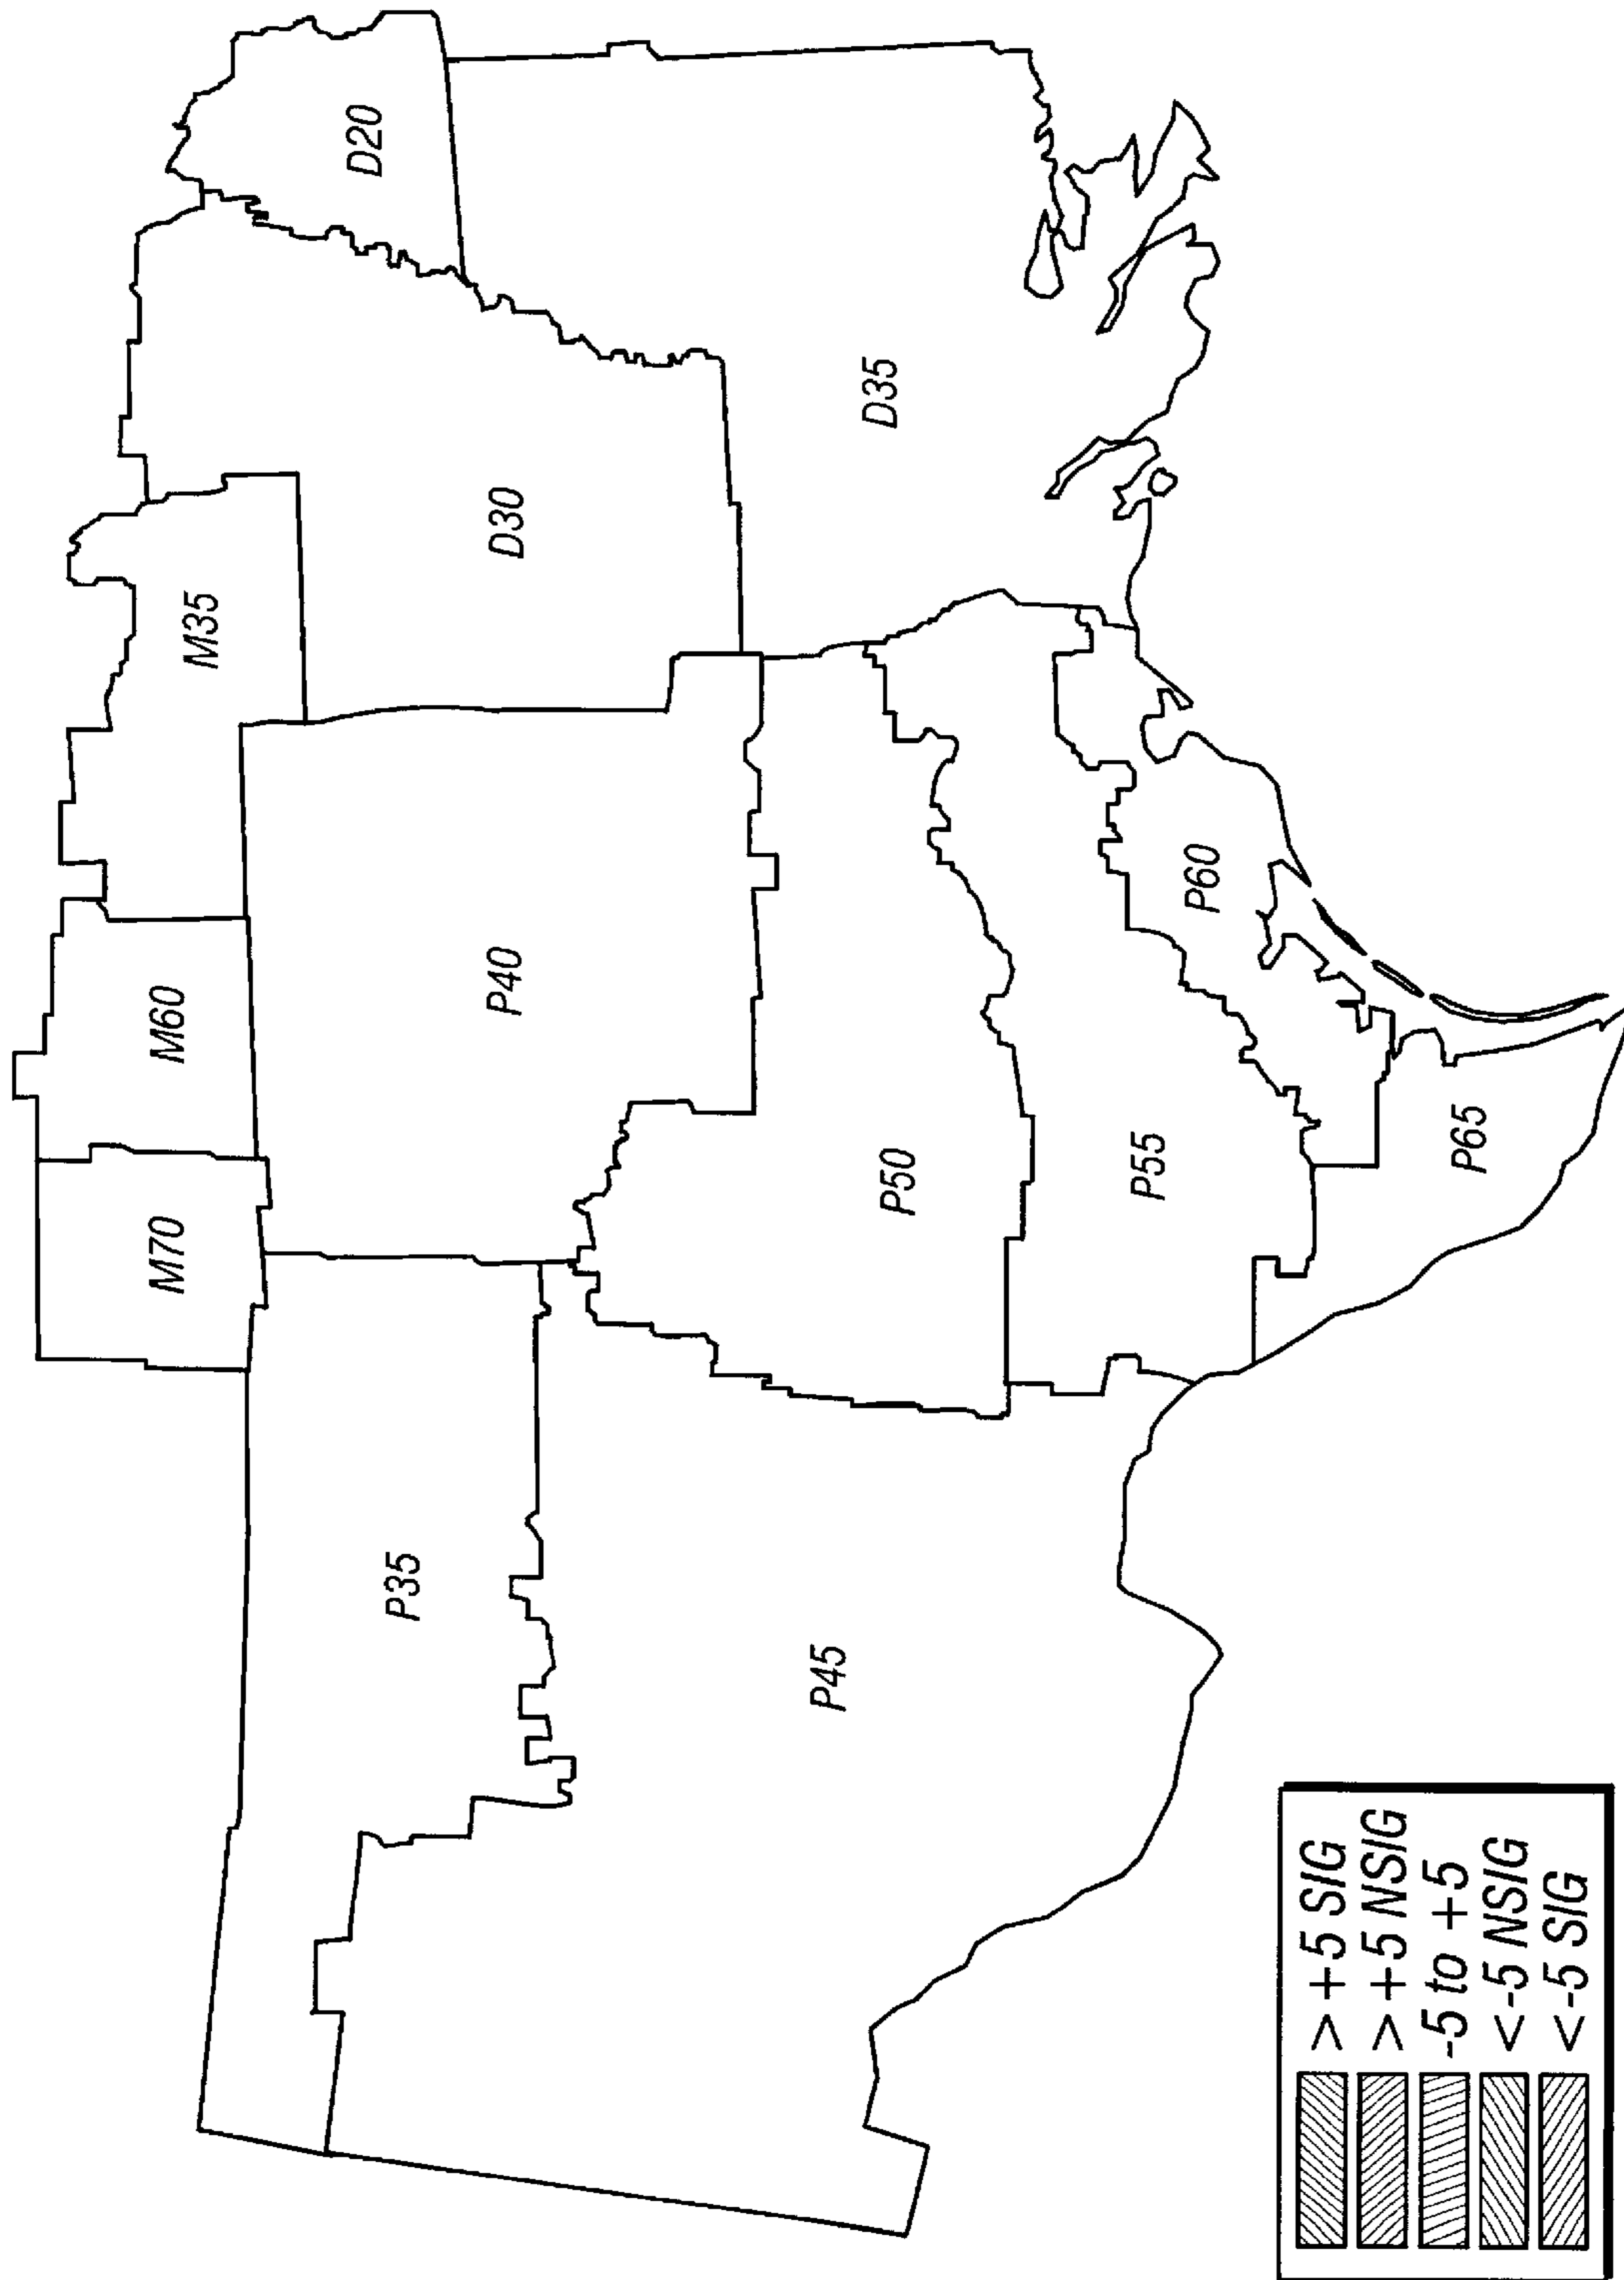 M70
M60
M35
D20
P35
P40
D30
P45
P50
D35
P55
P60
P65
> +5 SIG
> +5 NSIG
-5 to +5
< -5 NSIG
< -5 SIG